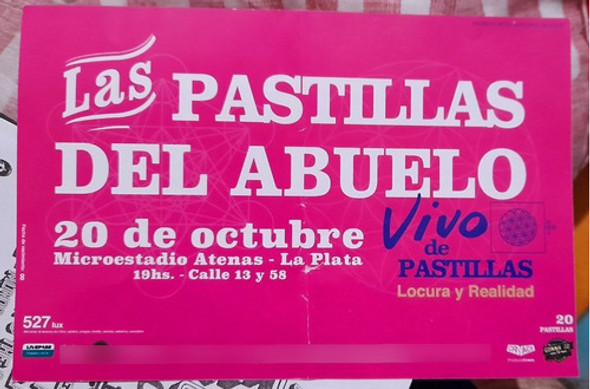 Las PASTILLAS
DEL ABUELO
20 de octubre
Microestadio Atenas - La Plata
19hs. - Calle 13 y 58
Vivo
de
PASTILLAS
Locura y Realidad
527 lux
20
PASTILLAS